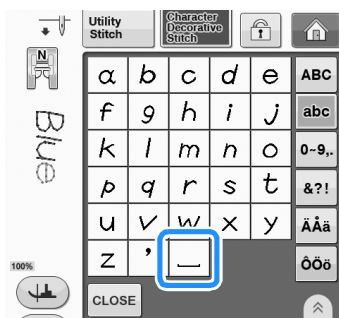 Utility Stitch
Character Decorative Stitch
N
Blue
100%
a b c d e ABC
f g h i j abc
k l m n o 0~9,.
p q r s t &?!
u v w x y ÄÅä
z ’ ⎵ ÔÖö
CLOSE